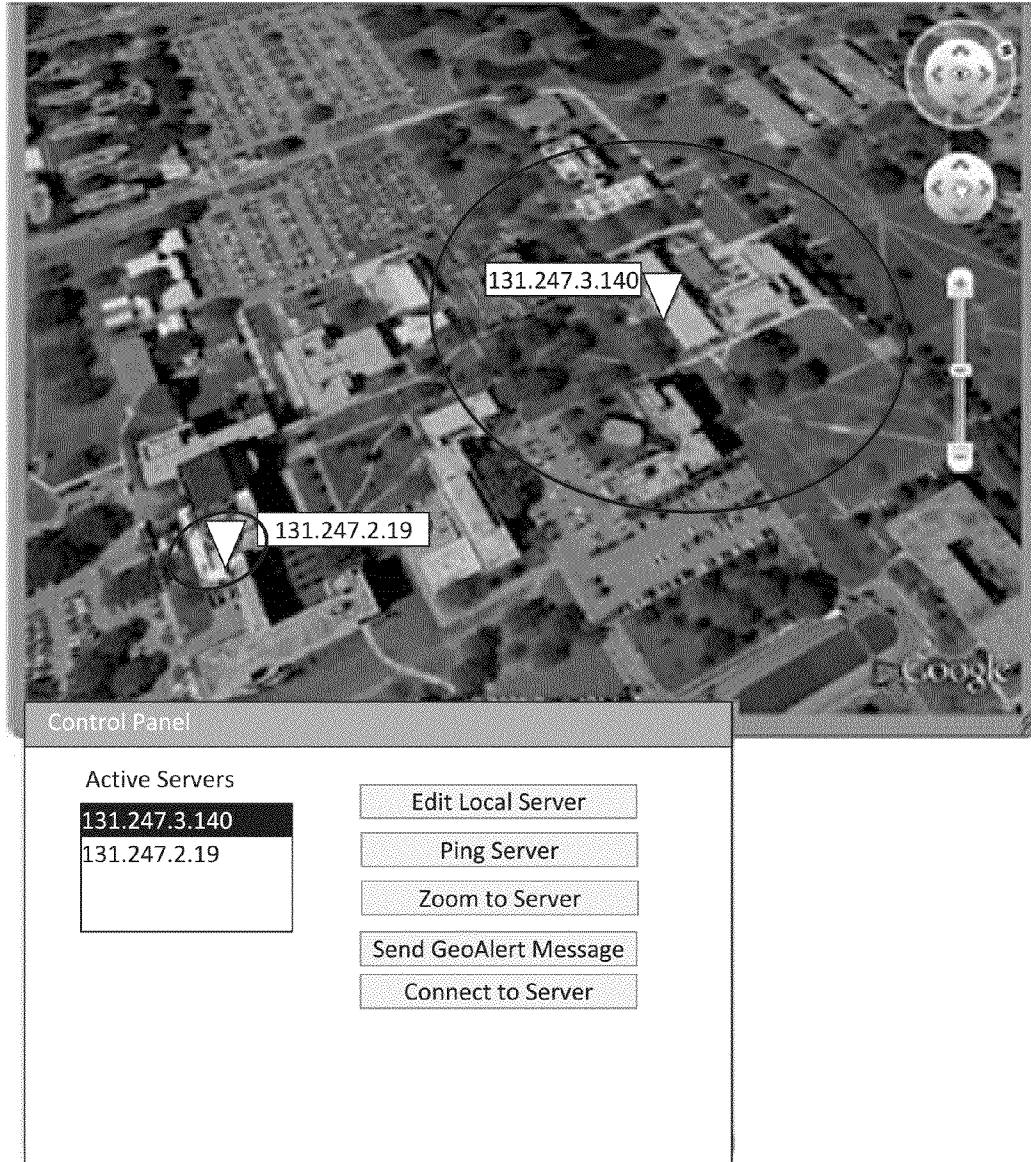 131.247.3.140
131.247.2.19
Google
Control Panel
Active Servers
131.247.3.140
131.247.2.19
Edit Local Server
Ping Server
Zoom to Server
Send GeoAlert Message
Connect to Server